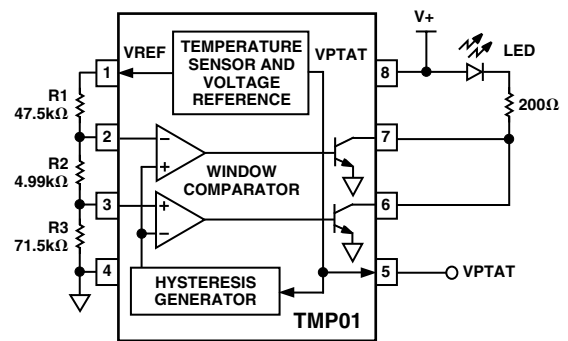 V+
VREF
TEMPERATURE
SENSOR AND
VOLTAGE
REFERENCE
VPTAT
LED
1
8
R1
47.5kΩ
200Ω
2
7
−
+
R2
4.99kΩ
WINDOW
COMPARATOR
3
6
+
−
R3
71.5kΩ
4
5
VPTAT
HYSTERESIS
GENERATOR
TMP01